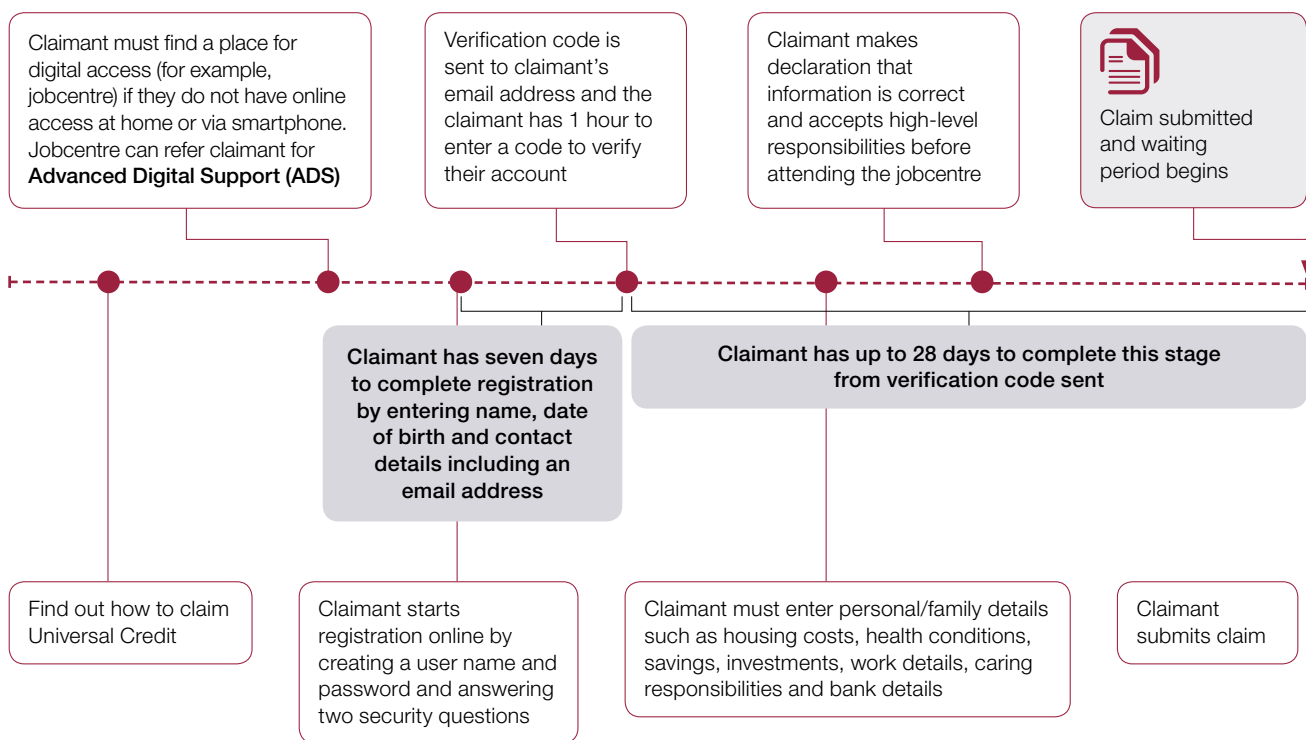 Claimant must find a place for
digital access (for example,
jobcentre) if they do not have online
access at home or via smartphone.
Jobcentre can refer claimant for
Advanced Digital Support (ADS)
Verification code is
sent to claimant’s
email address and the
claimant has 1 hour to
enter a code to verify
their account
Claimant makes
declaration that
information is correct
and accepts high-level
responsibilities before
attending the jobcentre
Claim submitted
and waiting
period begins
Claimant has seven days
to complete registration
by entering name, date
of birth and contact
details including an
email address
Claimant has up to 28 days to complete this stage
from verification code sent
Find out how to claim
Universal Credit
Claimant starts
registration online by
creating a user name and
password and answering
two security questions
Claimant must enter personal/family details
such as housing costs, health conditions,
savings, investments, work details, caring
responsibilities and bank details
Claimant
submits claim